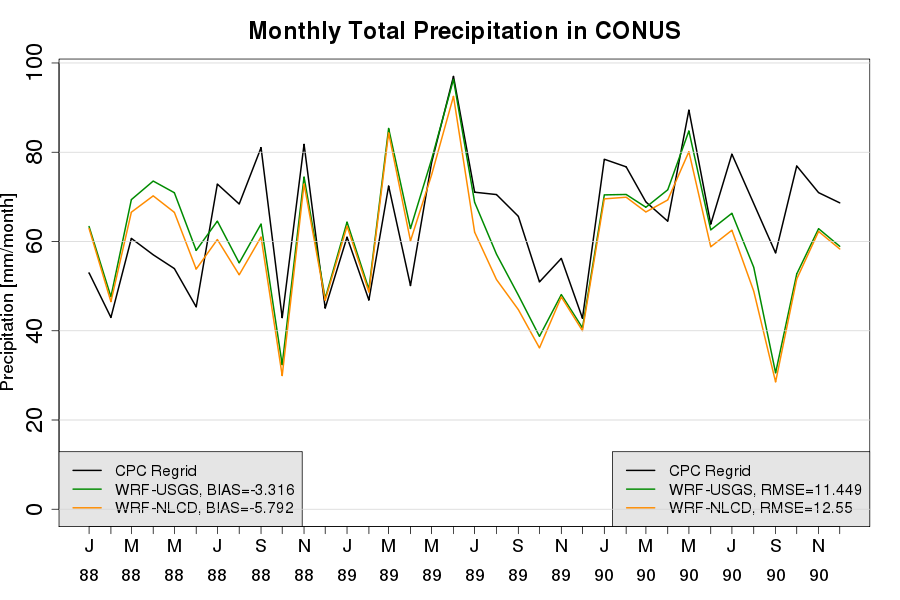 Monthly Total Precipitation in CONUS
Precipitation [mm/month]
100
80
60
40
20
0
CPC Regrid
WRF-USGS, BIAS=-3.316
WRF-NLCD, BIAS=-5.792
CPC Regrid
WRF-USGS, RMSE=11.449
WRF-NLCD, RMSE=12.55
J M M J S N J M M J S N J M M J S N
88 88 88 88 88 88 89 89 89 89 89 89 90 90 90 90 90 90